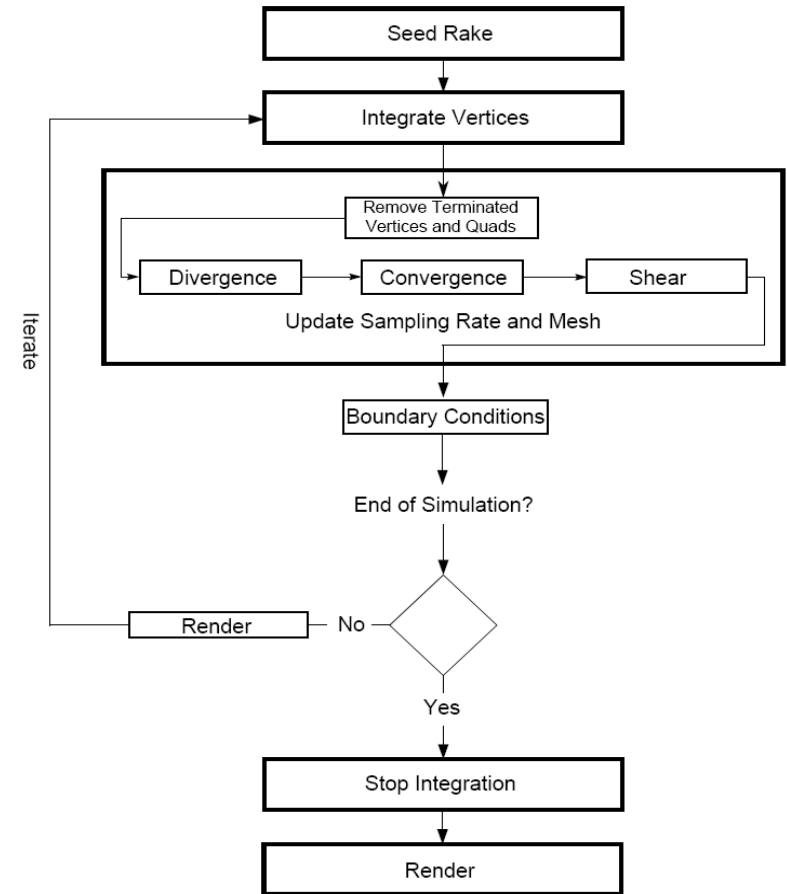 Seed Rake
Integrate Vertices
Remove Terminated
Vertices and Quads
Divergence
Convergence
Shear
Update Sampling Rate and Mesh
Iterate
Boundary Conditions
End of Simulation?
Render
No
Yes
Stop Integration
Render